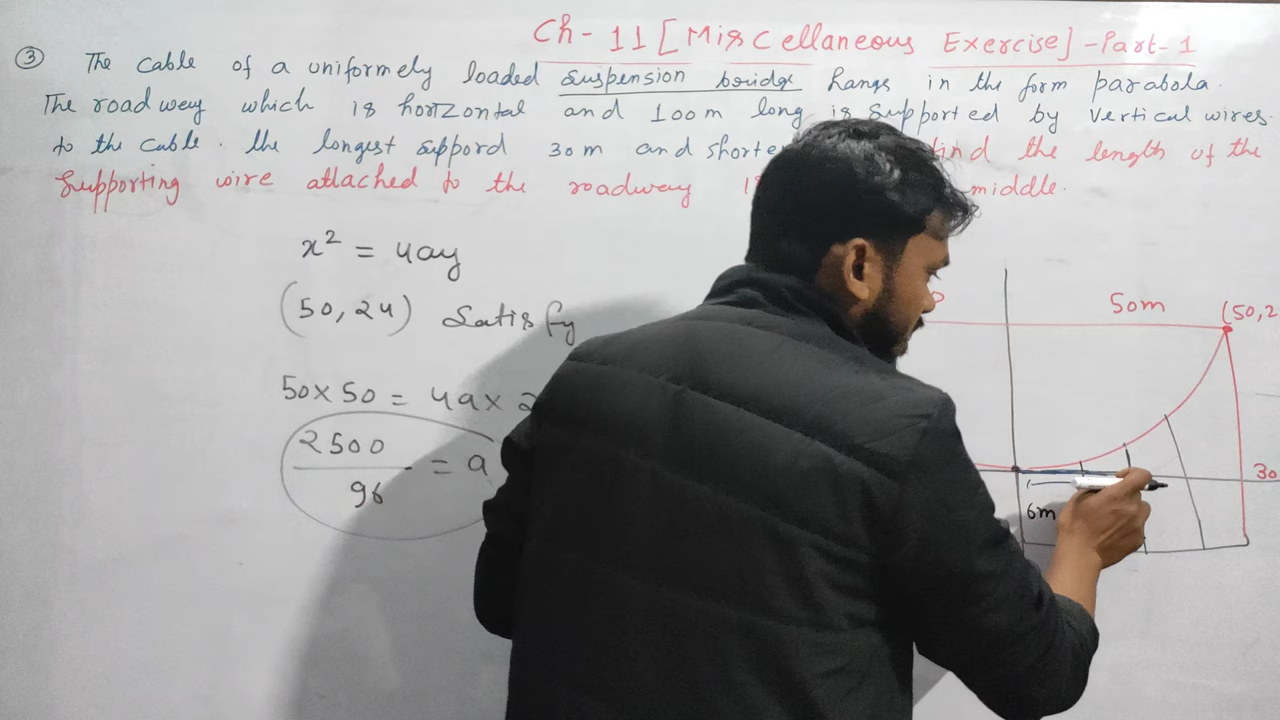 Ch-11 [Miscellaneous Exercise]-Part-1
③ The cable of a uniformely loaded suspension bridge hangs in the form parabola.
The roadway which is horizontal and 100m long is supported by vertical wires
to the cable. the longest suppord 30m and find the length of the
Supporting wire attached to the roadway middle.
x² = 4ay
(50,24) Satisfy
50m
50×50 = 4a×
2500
96
= a
6m
30